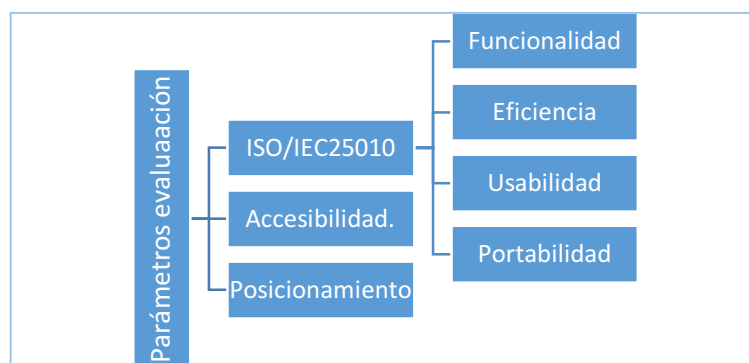 Parámetros evaluaación
ISO/IEC25010
Accesibilidad.
Posicionamiento
Funcionalidad
Eficiencia
Usabilidad
Portabilidad